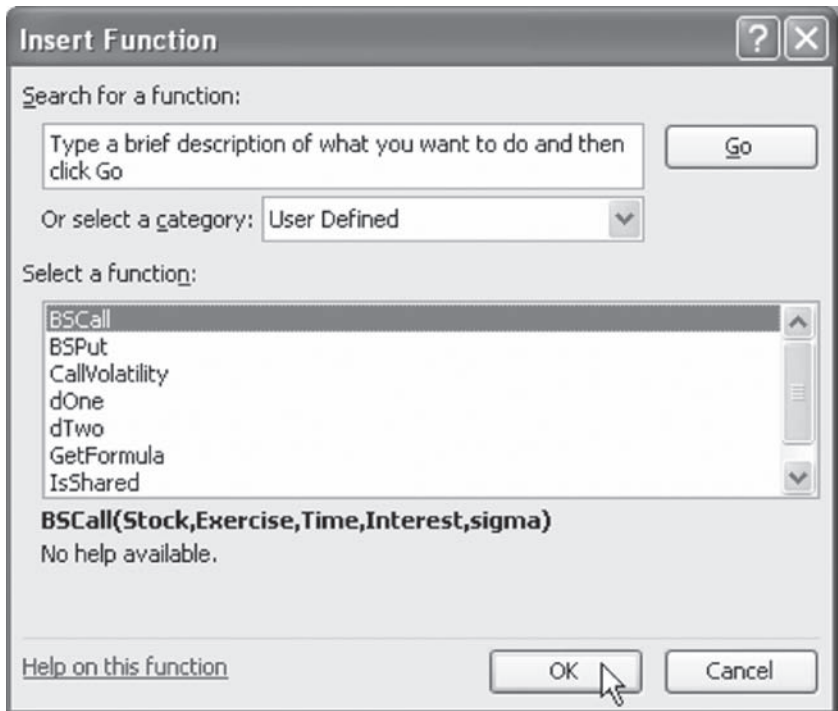 Insert Function
Search for a function:
Type a brief description of what you want to do and then
click Go
Go
Or select a category: User Defined
Select a function:
BSCall
BSPut
CallVolatility
dOne
dTwo
GetFormula
IsShared
BSCall(Stock,Exercise,Time,Interest,sigma)
No help available.
Help on this function
OK
Cancel